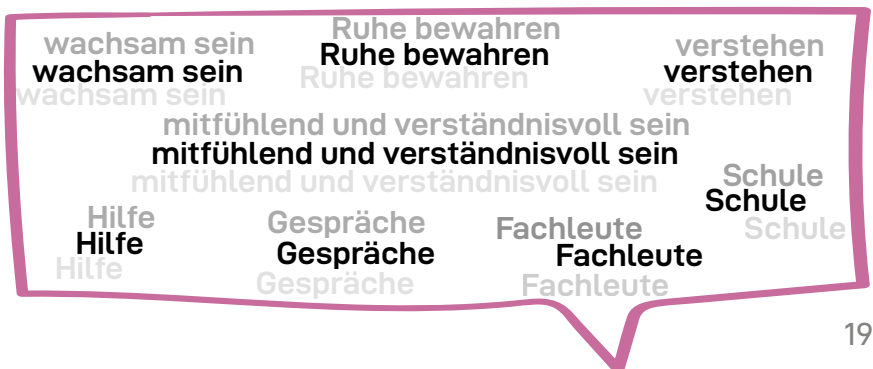 wachsam sein
Ruhe bewahren
verstehen
wachsam sein
Ruhe bewahren
verstehen
wachsam sein
Ruhe bewahren
verstehen
mitfühlend und verständnisvoll sein
mitfühlend und verständnisvoll sein
mitfühlend und verständnisvoll sein
Schule
Schule
Schule
Hilfe
Hilfe
Hilfe
Gespräche
Gespräche
Gespräche
Fachleute
Fachleute
Fachleute
19